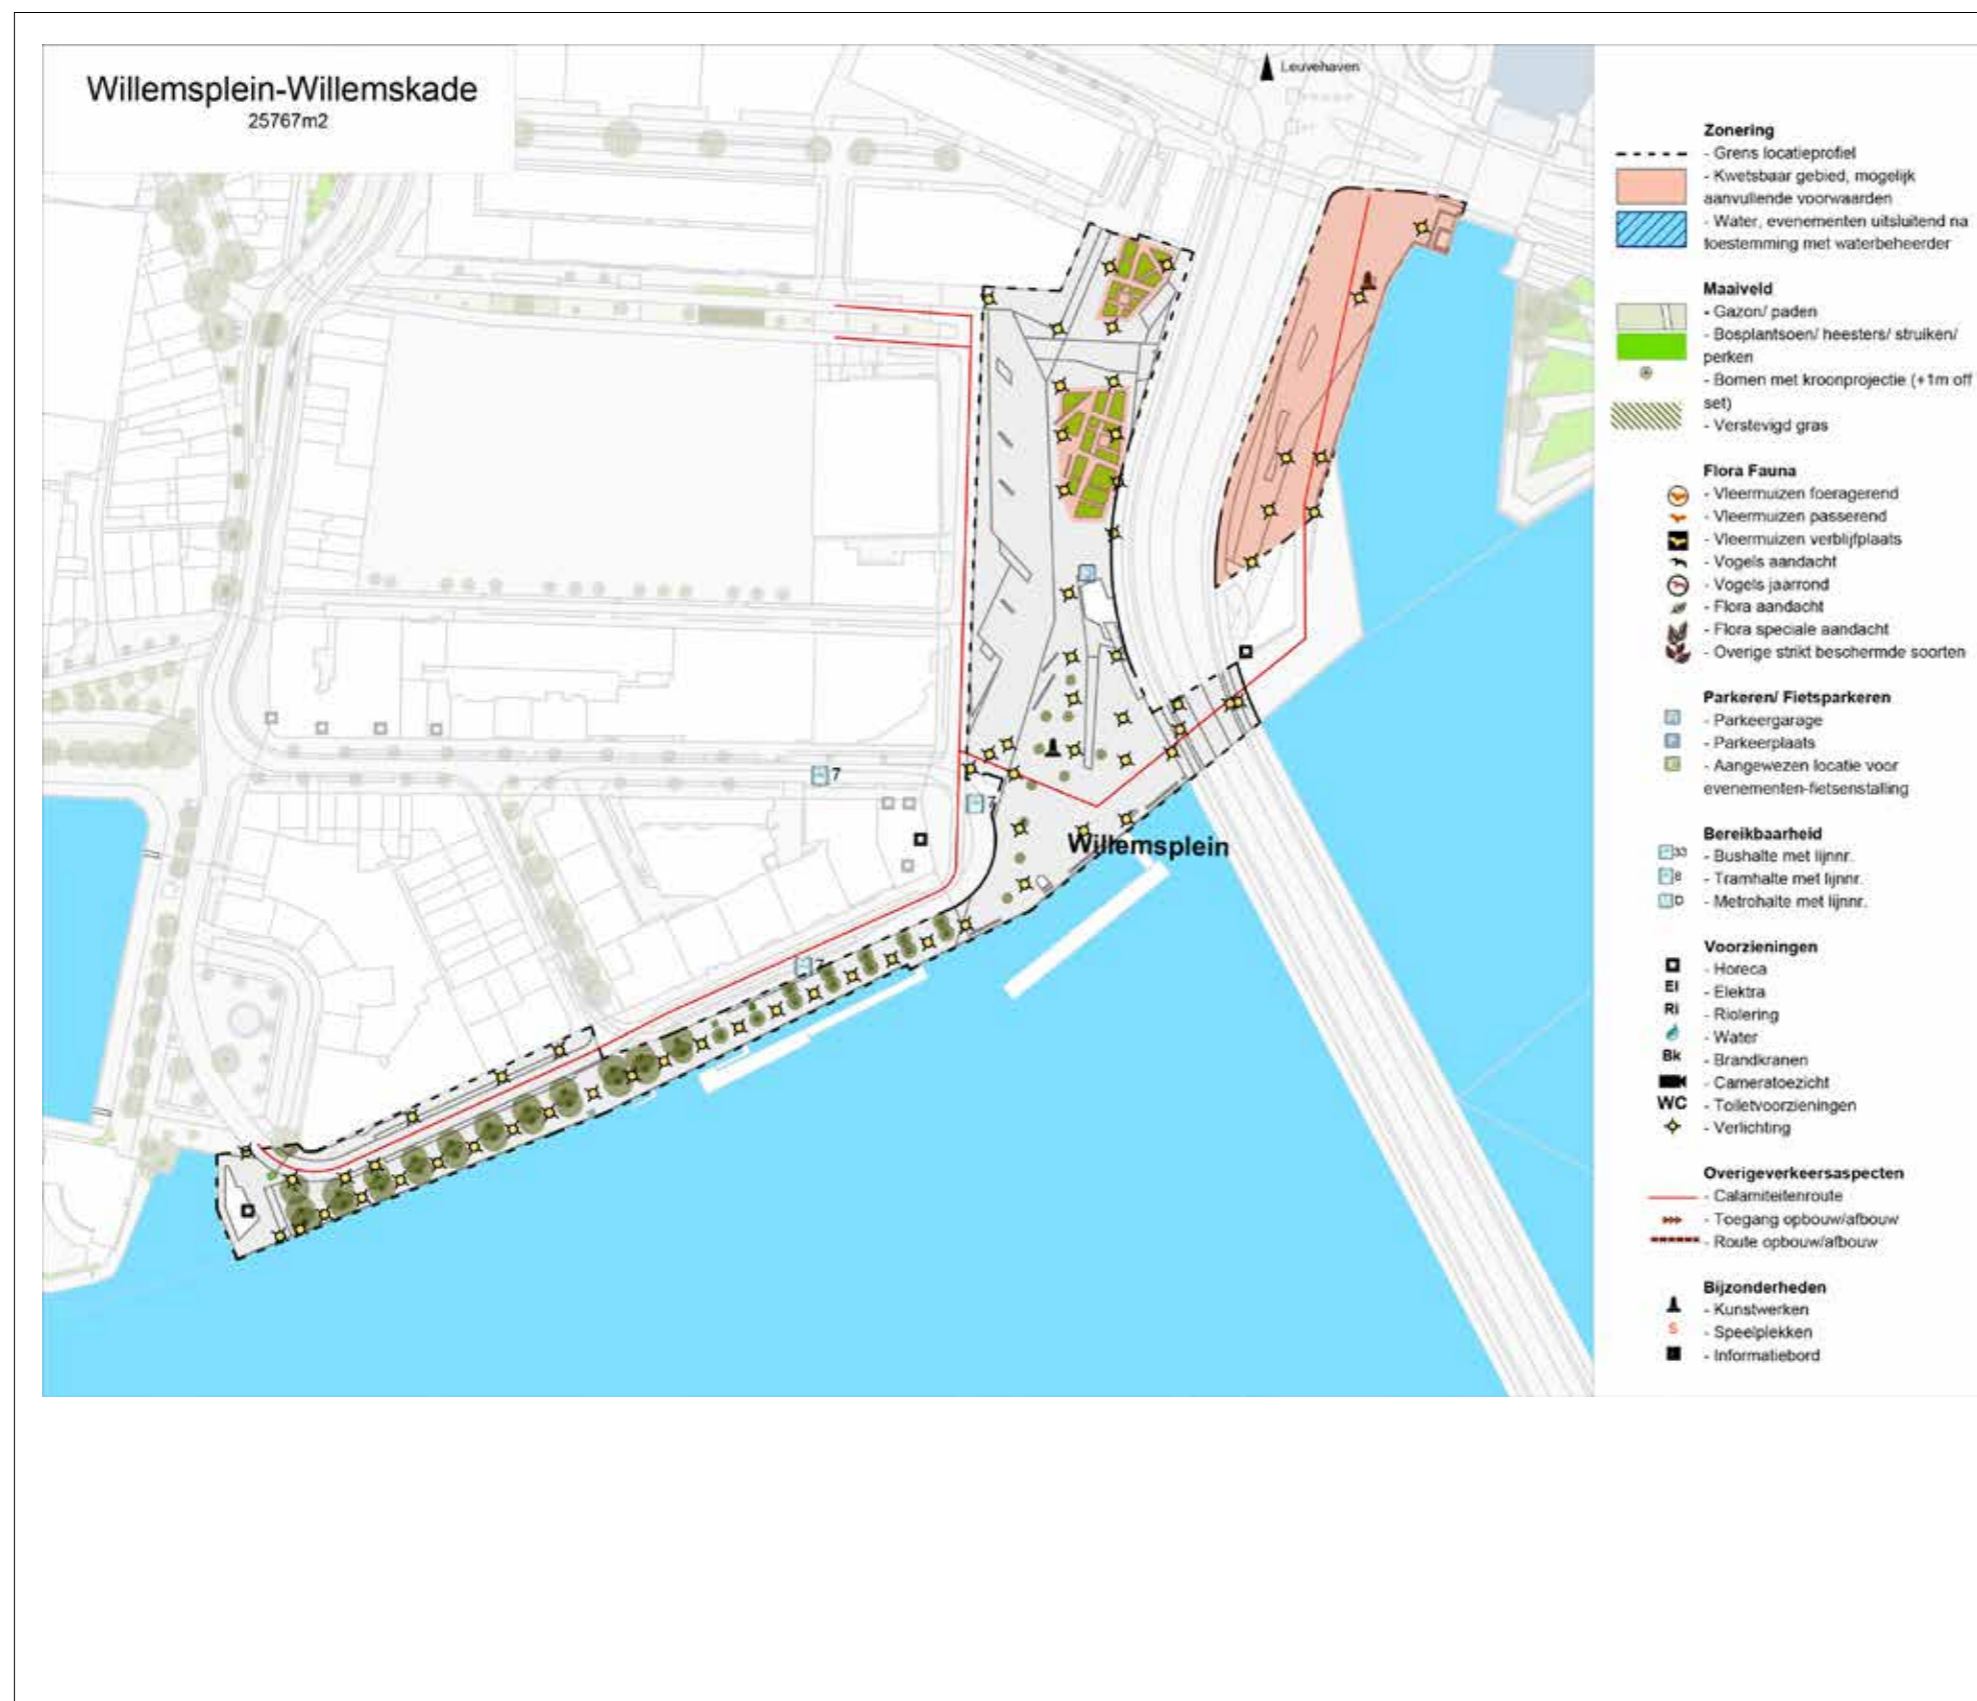 Willemsplein-Willemskade
25767m2
Leuvehaven
7
7
7
Willemsplein
Zonering
- Grens locatieprofiel
- Kwetsbaar gebied, mogelijk
aanvullende voorwaarden
- Water, evenementen uitsluitend na
toestemming met waterbeheerder
Maaiveld
- Gazon/ paden
- Bosplantsoen/ heesters/ struiken/
perken
- Bomen met kroonprojectie (+1m off
set)
- Verstevigd gras
Flora Fauna
- Vleermuizen foeragerend
- Vleermuizen passerend
- Vleermuizen verblijfplaats
- Vogels aandacht
- Vogels jaarrond
- Flora aandacht
- Flora speciale aandacht
- Overige strikt beschermde soorten
Parkeren/ Fietsparkeren
- Parkeergarage
- Parkeerplaats
- Aangewezen locatie voor
evenementen-fietsenstalling
Bereikbaarheid
33 - Bushalte met lijnnr.
8 - Tramhalte met lijnnr.
D - Metrohalte met lijnnr.
Voorzieningen
- Horeca
El - Elektra
Ri - Riolering
- Water
Bk - Brandkranen
- Cameratoezicht
WC - Toiletvoorzieningen
- Verlichting
Overigeverkeersaspecten
- Calamiteitenroute
- Toegang opbouw/afbouw
- Route opbouw/afbouw
Bijzonderheden
- Kunstwerken
S - Speelplekken
- Informatiebord